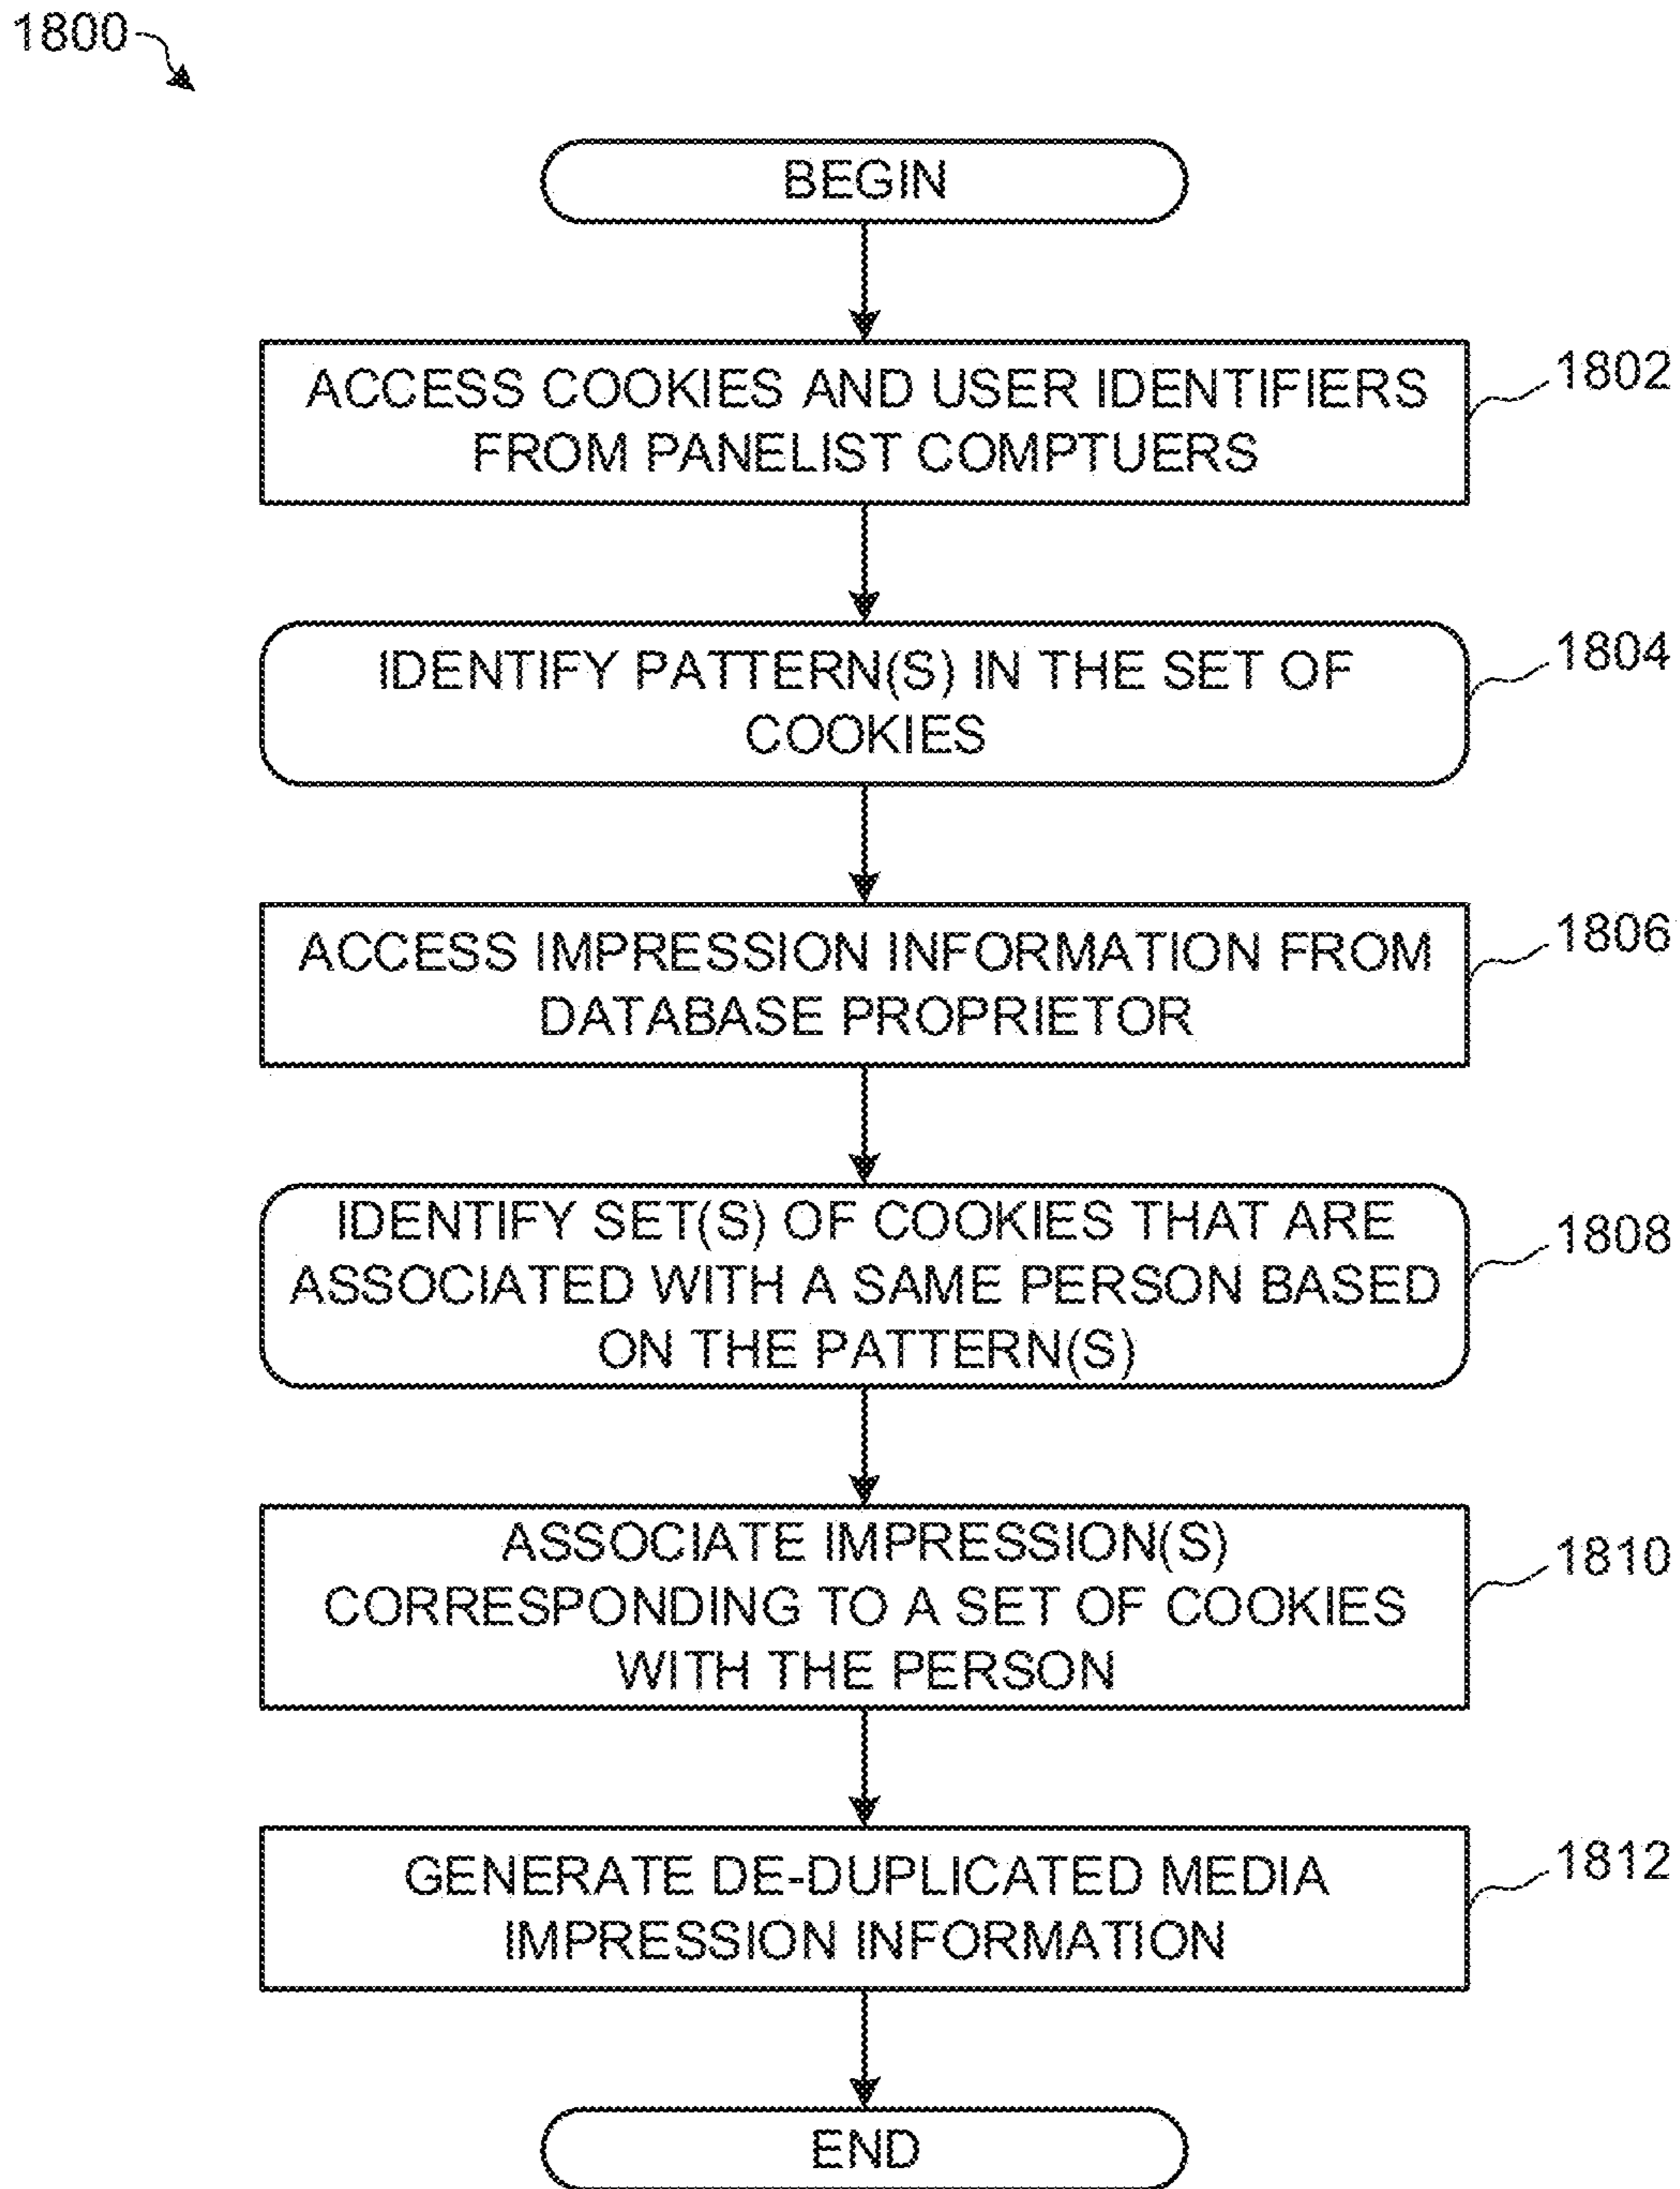 1800
BEGIN
ACCESS COOKIES AND USER IDENTIFIERS
FROM PANELIST COMPTUERS
1802
IDENTIFY PATTERN(S) IN THE SET OF
COOKIES
1804
ACCESS IMPRESSION INFORMATION FROM
DATABASE PROPRIETOR
1806
IDENTIFY SET(S) OF COOKIES THAT ARE
ASSOCIATED WITH A SAME PERSON BASED
ON THE PATTERN(S)
1808
ASSOCIATE IMPRESSION(S)
CORRESPONDING TO A SET OF COOKIES
WITH THE PERSON
1810
GENERATE DE-DUPLICATED MEDIA
IMPRESSION INFORMATION
1812
END